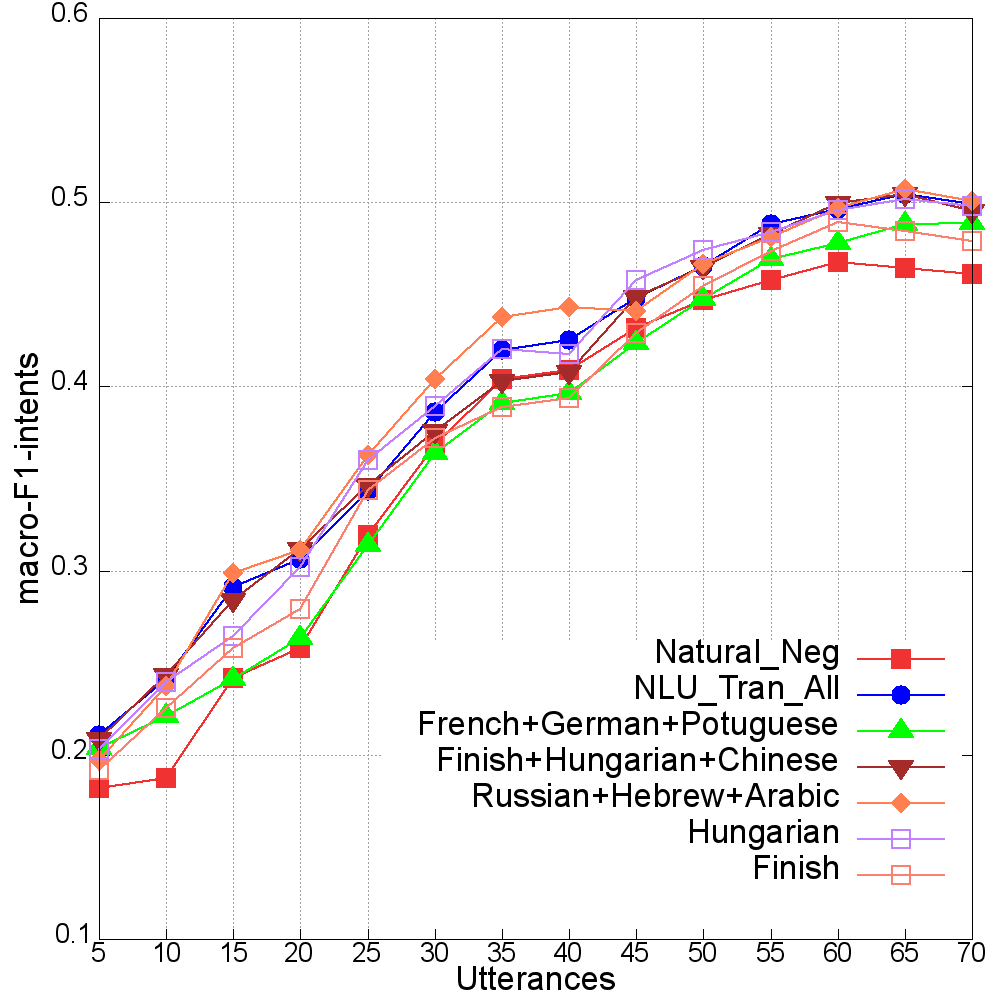 0.6
0.5
0.4
0.3
0.2
0.1
macro-F1-intents
Natural_Neg
NLU_Tran_All
French+German+Potuguese
Finish+Hungarian+Chinese
Russian+Hebrew+Arabic
Hungarian
Finish
5 10 15 20 25 30 35 40 45 50 55 60 65 70
Utterances